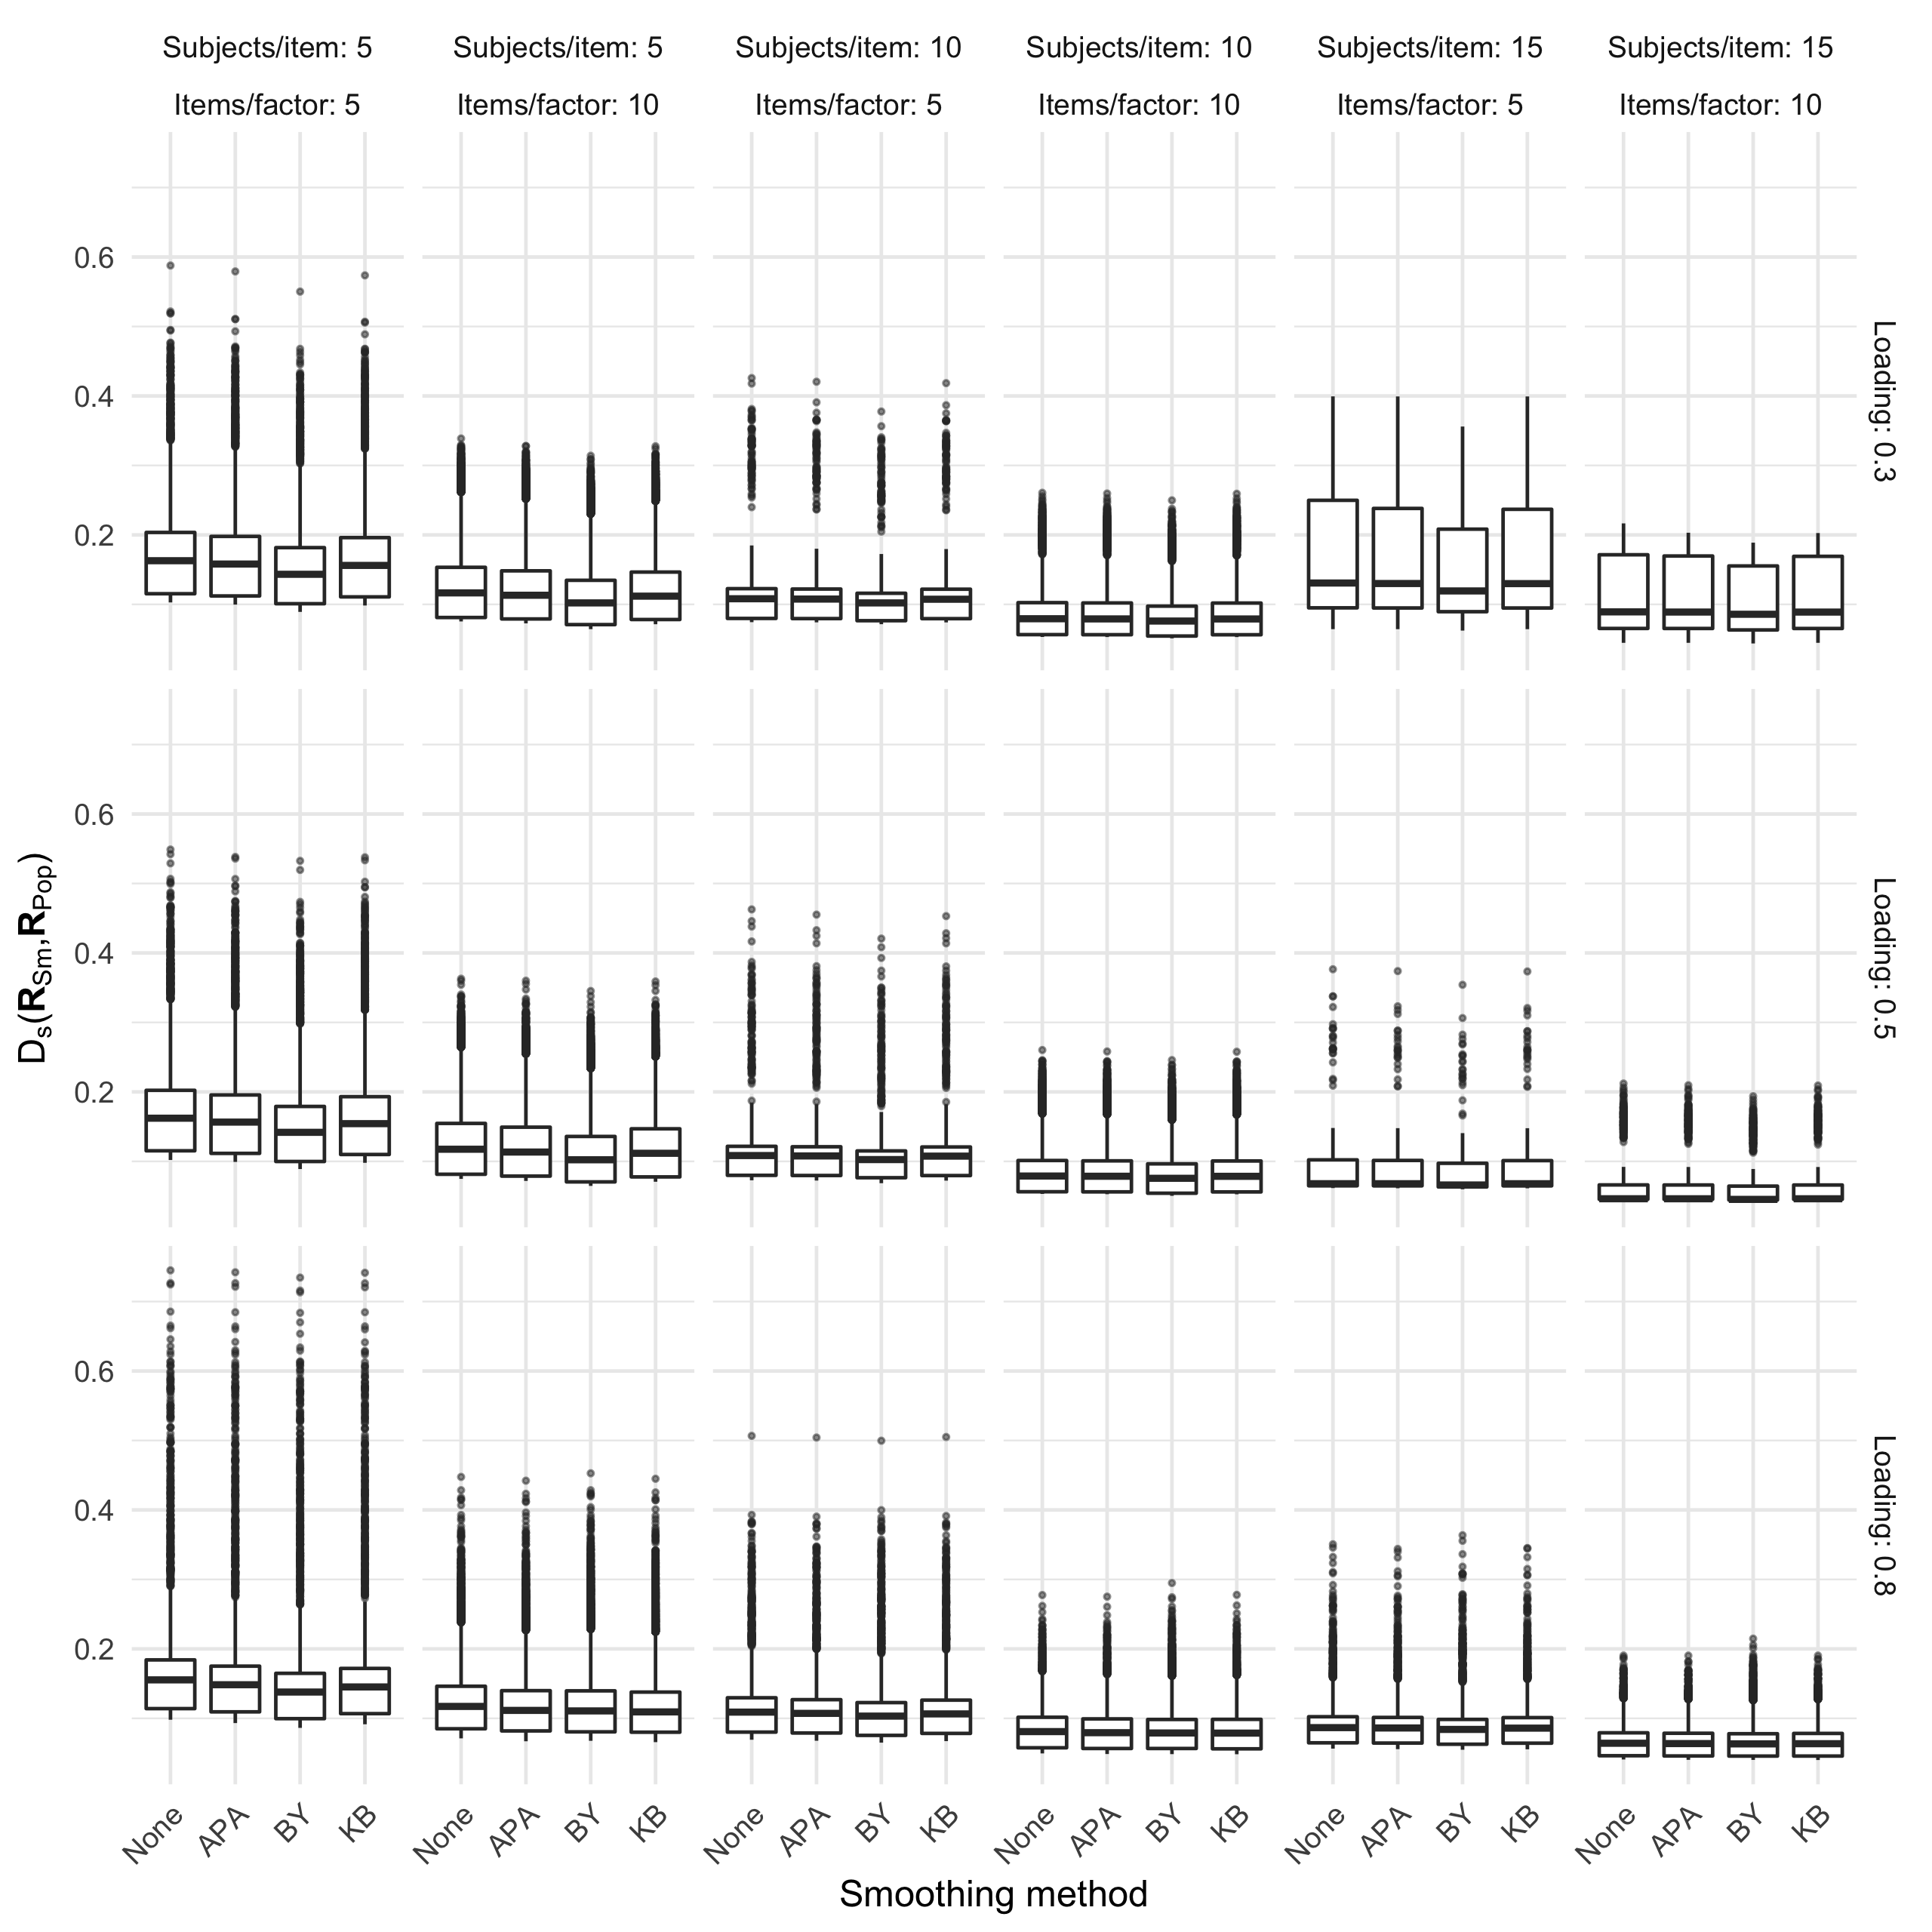 Subjects/item: 5 Subjects/item: 5 Subjects/item: 10 Subjects/item: 10 Subjects/item: 15 Subjects/item: 15
Items/factor: 5 Items/factor: 10 Items/factor: 5 Items/factor: 10 Items/factor: 5 Items/factor: 10
0.6
0.4
0.2
Loading: 0.3
0.6
0.4
0.2
Loading: 0.5
0.6
0.4
0.2
Loading: 0.8
Ds(RSm,RPop)
None APA BY KB None APA BY KB None APA BY KB None APA BY KB None APA BY KB None APA BY KB
Smoothing method